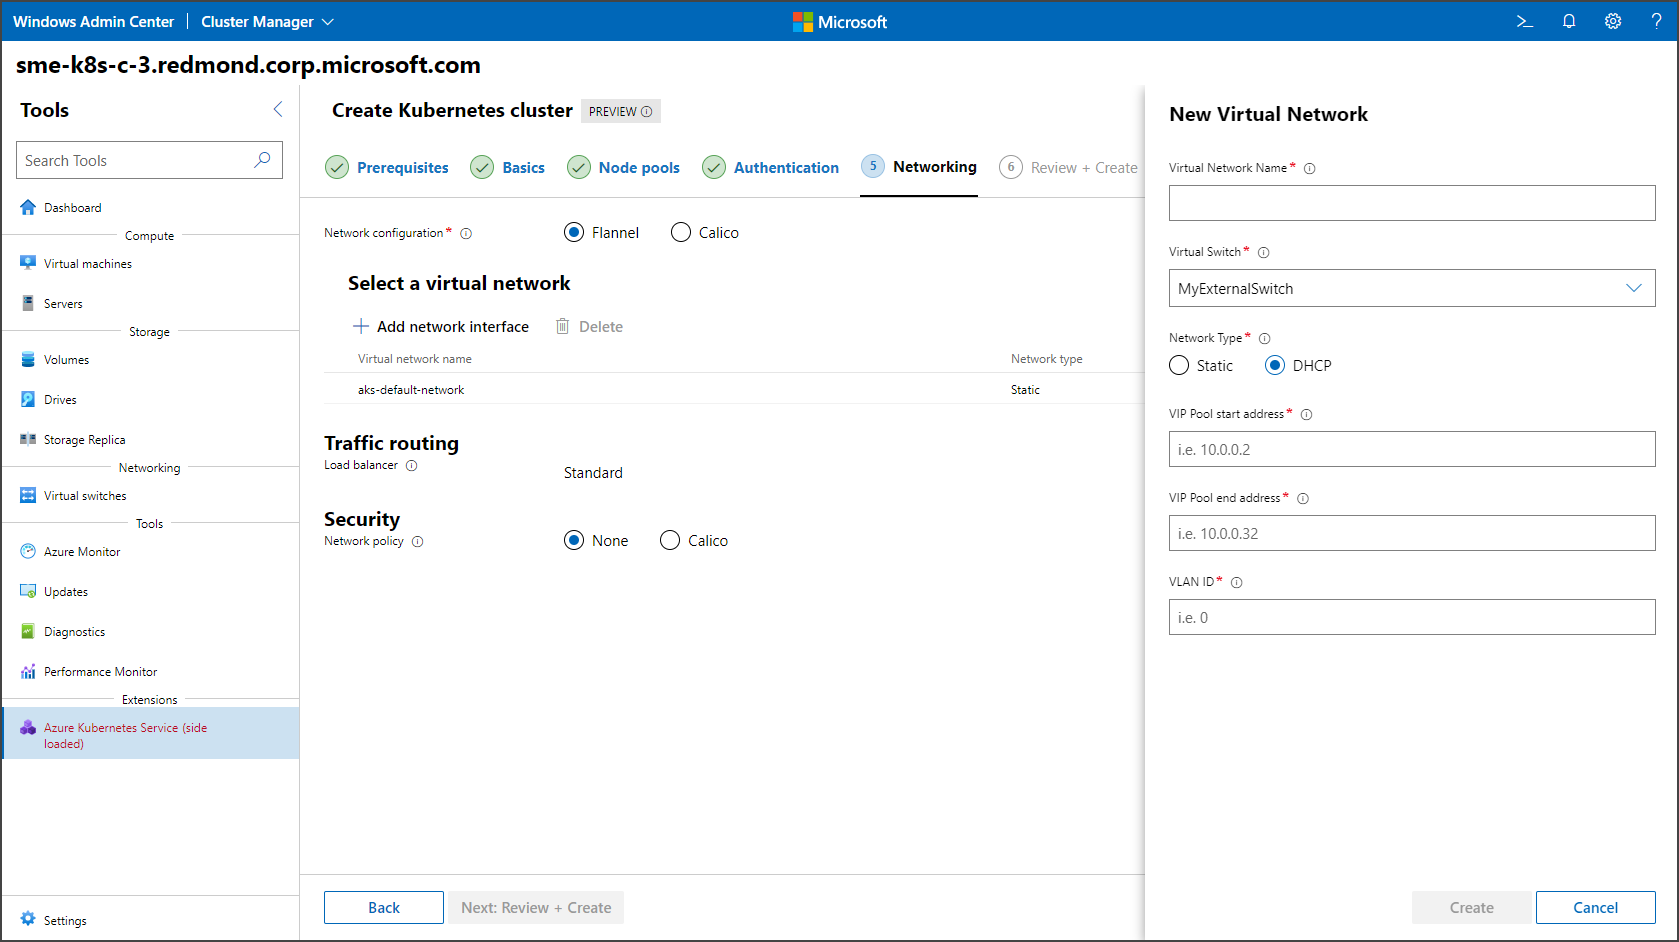 Windows Admin Center | Cluster Manager
Microsoft
sme-k8s-c-3.redmond.corp.microsoft.com
Tools
Search Tools
Dashboard
Compute
Virtual machines
Servers
Storage
Volumes
Drives
Storage Replica
Networking
Virtual switches
Tools
Azure Monitor
Updates
Diagnostics
Performance Monitor
Extensions
Azure Kubernetes Service (side
loaded)
Settings
Create Kubernetes cluster PREVIEW
Prerequisites Basics Node pools Authentication 5 Networking 6 Review + Create
Network configuration* Flannel Calico
Select a virtual network
Add network interface Delete
Virtual network name Network type
aks-default-network Static
Traffic routing
Load balancer Standard
Security
Network policy None Calico
Back Next: Review + Create
New Virtual Network
Virtual Network Name*
Virtual Switch*
MyExternalSwitch
Network Type*
Static DHCP
VIP Pool start address*
i.e. 10.0.0.2
VIP Pool end address*
i.e. 10.0.0.32
VLAN ID*
i.e. 0
Create Cancel